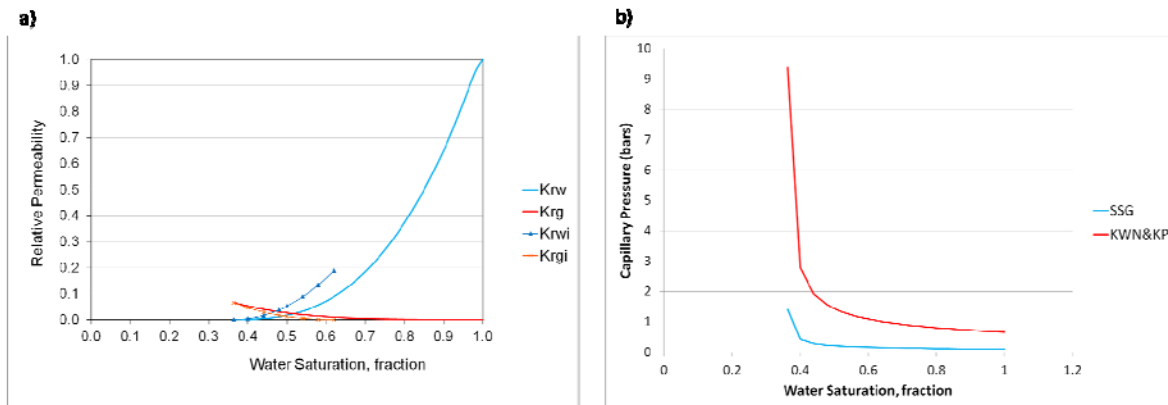 a)
1.0
0.9
0.8
0.7
0.6
0.5
0.4
0.3
0.2
0.1
0.0
0.0 0.1 0.2 0.3 0.4 0.5 0.6 0.7 0.8 0.9 1.0
Relative Permeability
Water Saturation, fraction
Krw
Krg
Krwi
Krgi
b)
10
9
8
7
6
5
4
3
2
1
0
0 0.2 0.4 0.6 0.8 1 1.2
Capillary Pressure (bars)
Water Saturation, fraction
SSG
KWN&KP